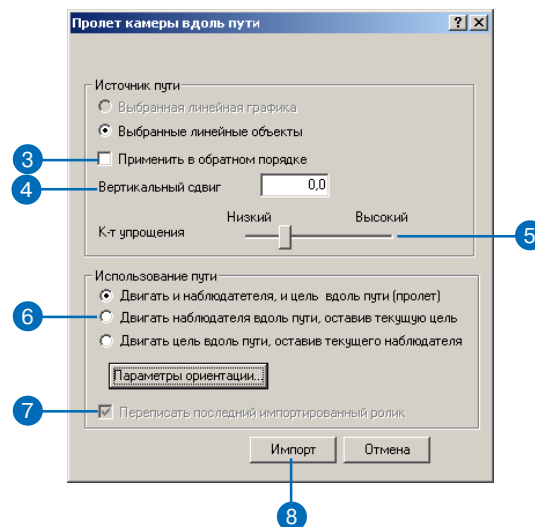 Пролет камеры вдоль пути
Источник пути
Выбранная линейная графика
Выбранные линейные объекты
3 Применить в обратном порядке
4 Вертикальный сдвиг 0,0
Низкий Высокий
К-т упрощения 5
Использование пути
Двигать и наблюдатетеля, и цель вдоль пути (пролет)
6 Двигать наблюдателя вдоль пути, оставив текущую цель
Двигать цель вдоль пути, оставив текущего наблюдателя
Параметры ориентации...
7 Переписать последний импортированный ролик
Импорт Отмена
8